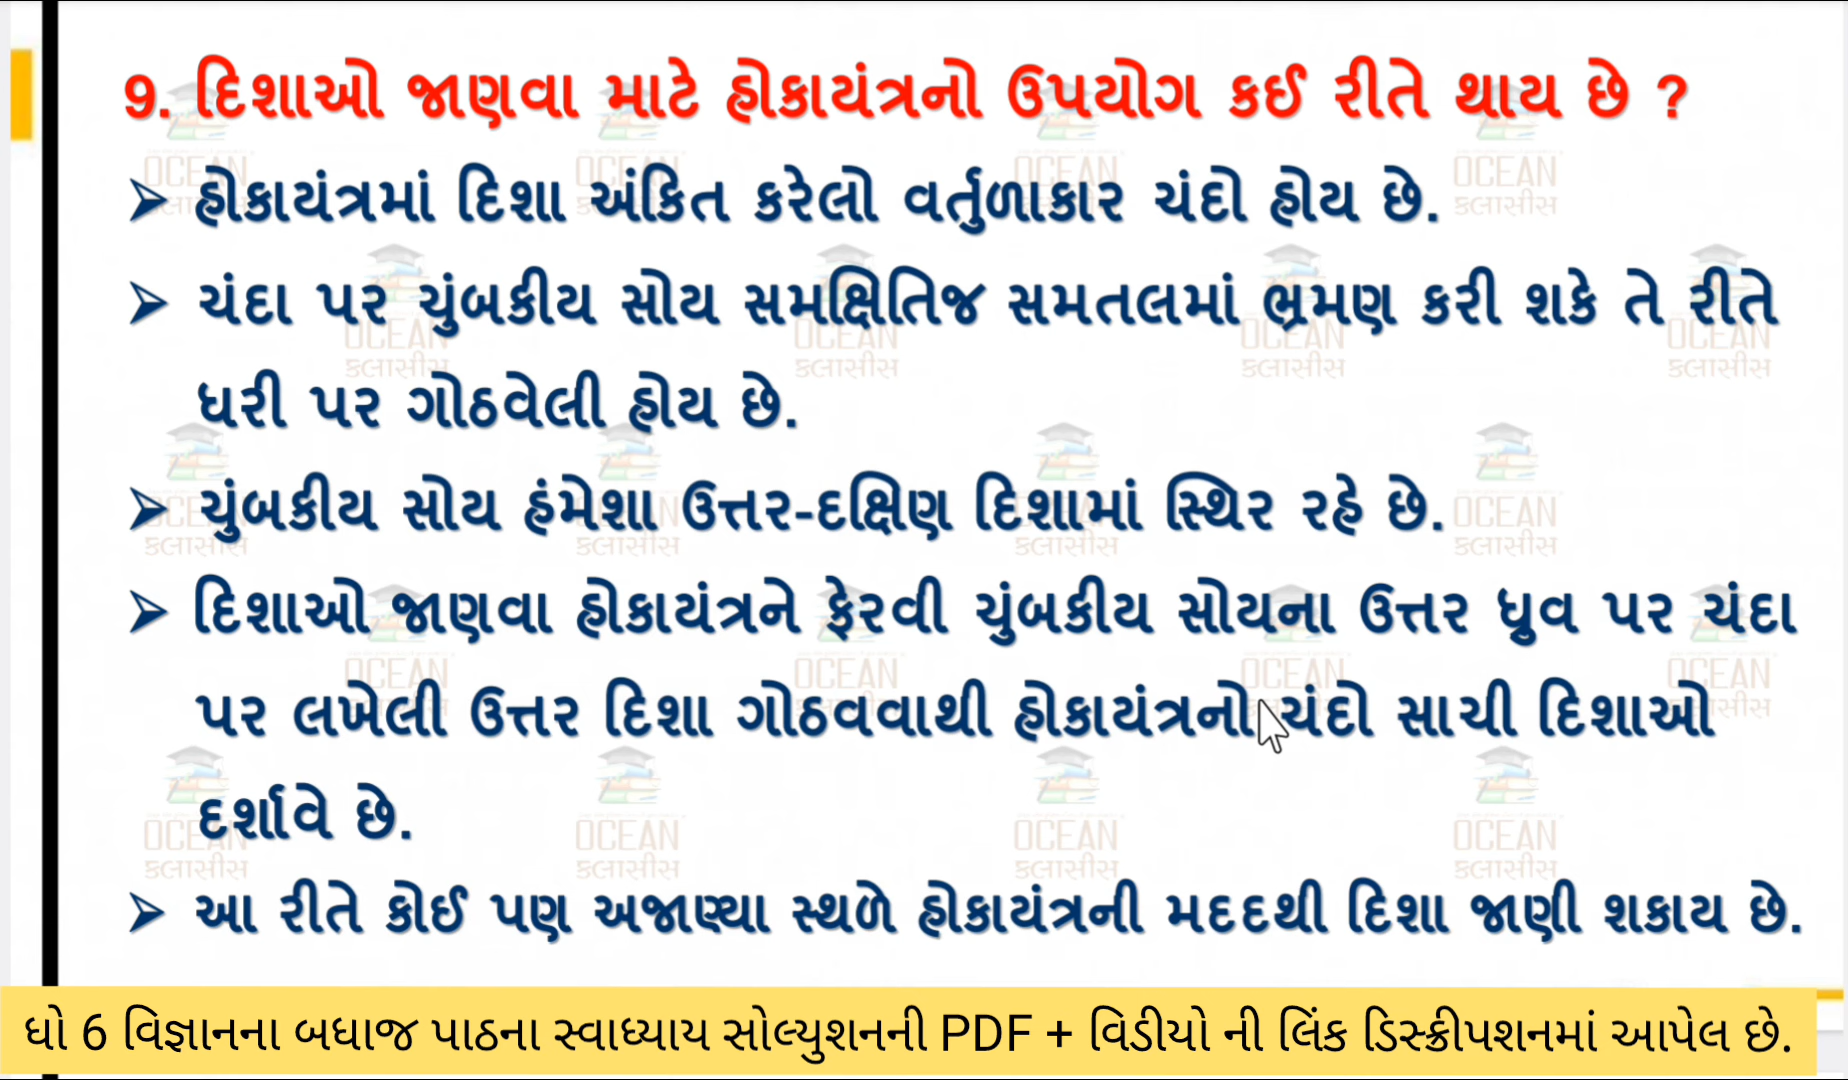 9. દિશાઓ જાણવા માટે હોકાયંત્રનો ઉપયોગ કઈ રીતે થાય છે ?
➢ હોકાયંત્રમાં દિશા અંકિત કરેલો વર્તુળાકાર ચંદો હોય છે.
➢ ચંદા પર ચુંબકીય સોય સમક્ષિતિજ સમતલમાં ભ્રમણ કરી શકે તે રીતે
ધરી પર ગોઠવેલી હોય છે.
➢ ચુંબકીય સોય હંમેશા ઉત્તર-દક્ષિણ દિશામાં સ્થિર રહે છે.
➢ દિશાઓ જાણવા હોકાયંત્રને ફેરવી ચુંબકીય સોયના ઉત્તર ધ્રુવ પર ચંદા
પર લખેલી ઉત્તર દિશા ગોઠવવાથી હોકાયંત્રનો ચંદો સાચી દિશાઓ
દર્શાવે છે.
➢ આ રીતે કોઈ પણ અજાણ્યા સ્થળે હોકાયંત્રની મદદથી દિશા જાણી શકાય છે.
ધો 6 વિજ્ઞાનના બધાજ પાઠના સ્વાધ્યાય સોલ્યુશનની PDF + વિડીયો ની લિંક ડિસ્ક્રીપશનમાં આપેલ છે.
OCEAN
ક્લાસીસ